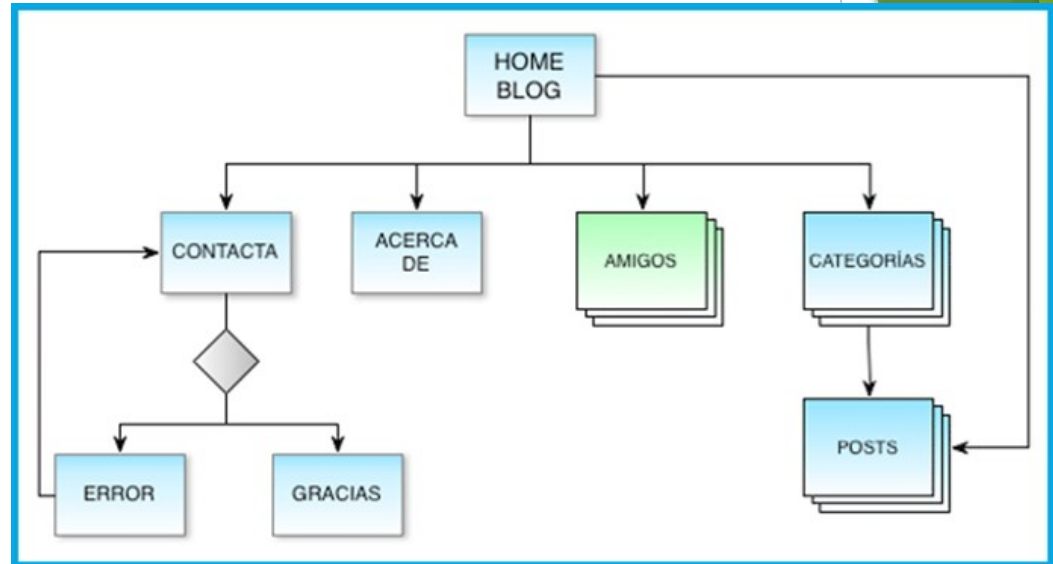 HOME
BLOG
CONTACTA
ACERCA
DE
AMIGOS
CATEGORÍAS
POSTS
ERROR
GRACIAS